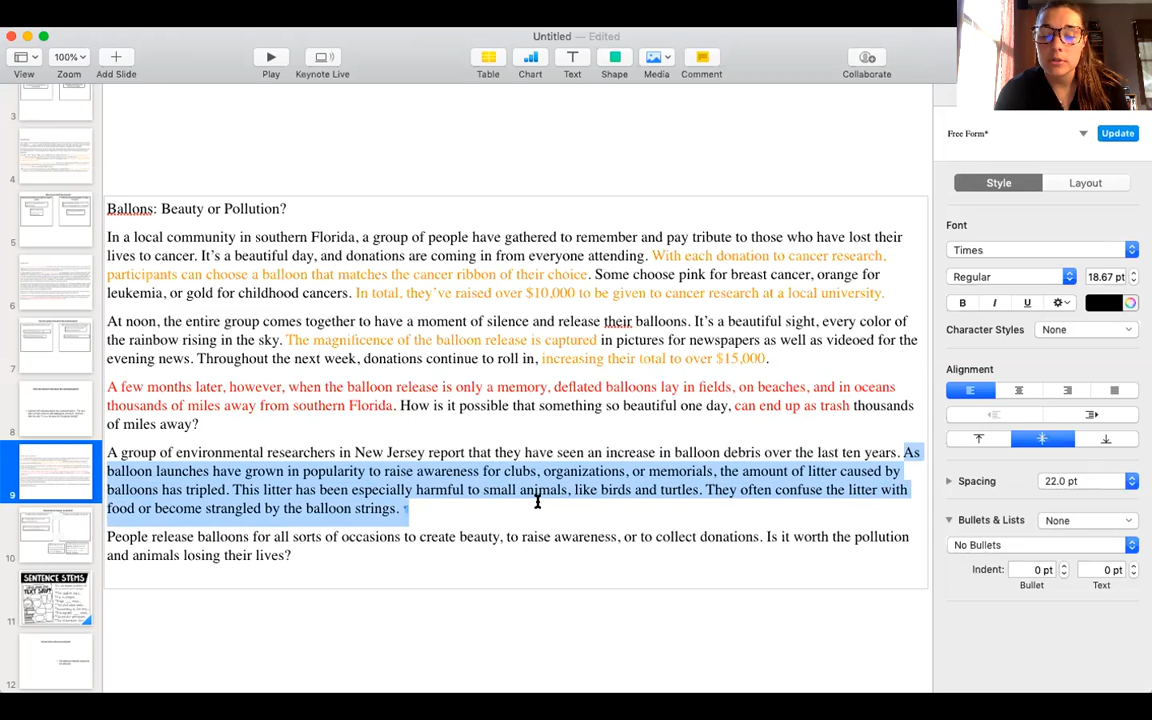 Untitled — Edited
100%
View
Zoom
Add Slide
Play
Keynote Live
Table
Chart
Text
Shape
Media
Comment
Collaborate
3
4
5
6
7
8
9
10
SENTENCE STEMS
11
12
Ballons: Beauty or Pollution?
In a local community in southern Florida, a group of people have gathered to remember and pay tribute to those who have lost their
lives to cancer. It's a beautiful day, and donations are coming in from everyone attending. With each donation to cancer research,
participants can choose a balloon that matches the cancer ribbon of their choice. Some choose pink for breast cancer, orange for
leukemia, or gold for childhood cancers. In total, they've raised over $10,000 to be given to cancer research at a local university.
At noon, the entire group comes together to have a moment of silence and release their balloons. It's a beautiful sight, every color of
the rainbow rising in the sky. The magnificence of the balloon release is captured in pictures for newspapers as well as videoed for the
evening news. Throughout the next week, donations continue to roll in, increasing their total to over $15,000.
A few months later, however, when the balloon release is only a memory, deflated balloons lay in fields, on beaches, and in oceans
thousands of miles away from southern Florida. How is it possible that something so beautiful one day, can end up as trash thousands
of miles away?
A group of environmental researchers in New Jersey report that they have seen an increase in balloon debris over the last ten years. As
balloon launches have grown in popularity to raise awareness for clubs, organizations, or memorials, the amount of litter caused by
balloons has tripled. This litter has been especially harmful to small animals, like birds and turtles. They often confuse the litter with
food or become strangled by the balloon strings.
People release balloons for all sorts of occasions to create beauty, to raise awareness, or to collect donations. Is it worth the pollution
and animals losing their lives?
Free Form*
Update
Style
Layout
Font
Times
Regular
18.67 pt
B I U
Character Styles
None
Alignment
Spacing
22.0 pt
Bullets & Lists
None
No Bullets
Indent:
0 pt
0 pt
Bullet
Text